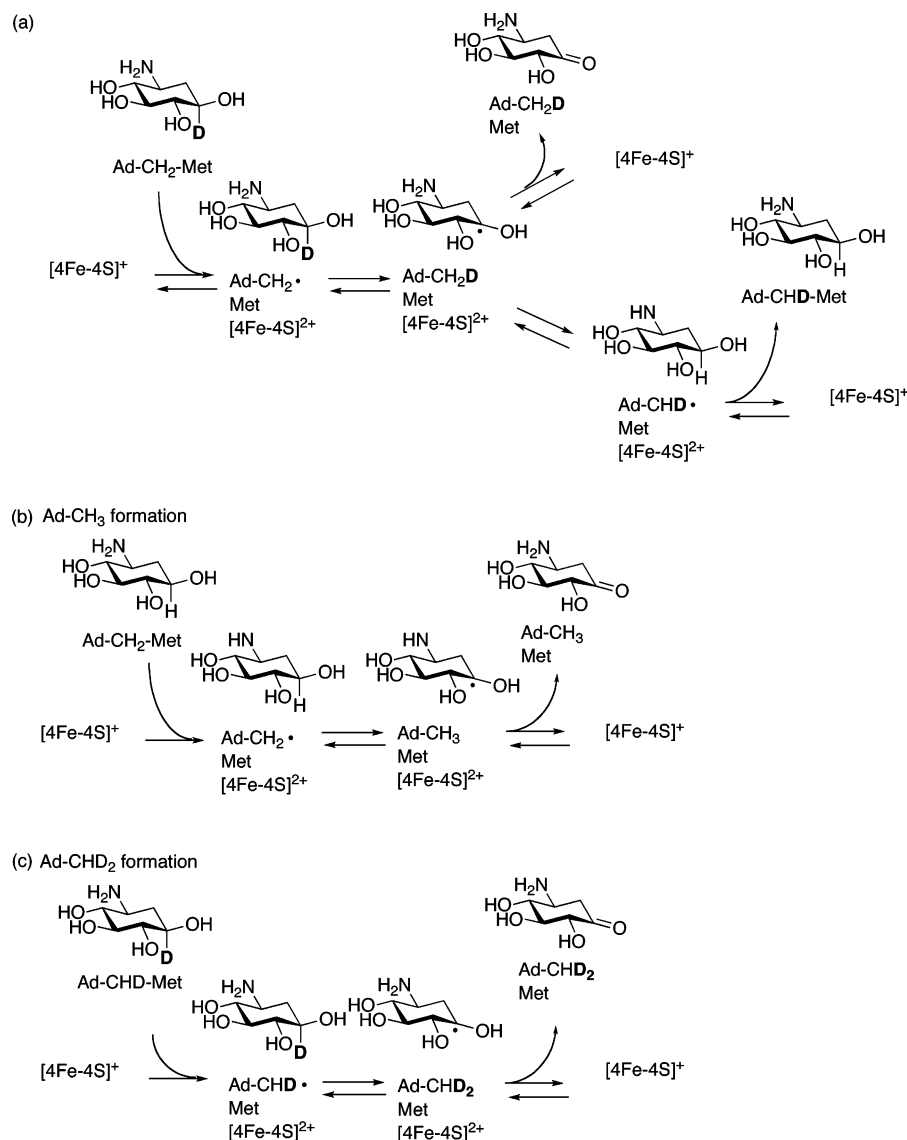 (a)
H₂N
HO
HO
HO
O
Ad-CH₂D
Met
H₂N
HO
HO
OH
HO
D
Ad-CH₂-Met
[4Fe-4S]⁺
H₂N
HO
HO
OH
HO
D
H₂N
HO
HO
OH
HO
•
H₂N
HO
HO
OH
HO
H
Ad-CHD-Met
[4Fe-4S]⁺
Ad-CH₂•
Met
[4Fe-4S]²⁺
Ad-CH₂D
Met
[4Fe-4S]²⁺
HN
HO
HO
OH
HO
H
Ad-CHD•
Met
[4Fe-4S]²⁺
[4Fe-4S]⁺
(b) Ad-CH₃ formation
H₂N
HO
HO
OH
HO
H
Ad-CH₂-Met
H₂N
HO
HO
HO
O
Ad-CH₃
Met
HN
HO
HO
OH
HO
H
HN
HO
HO
OH
HO
•
[4Fe-4S]⁺
Ad-CH₂•
Met
[4Fe-4S]²⁺
Ad-CH₃
Met
[4Fe-4S]²⁺
[4Fe-4S]⁺
(c) Ad-CHD₂ formation
H₂N
HO
HO
OH
HO
D
Ad-CHD-Met
H₂N
HO
HO
HO
O
Ad-CHD₂
Met
H₂N
HO
HO
OH
HO
D
H₂N
HO
HO
OH
HO
•
[4Fe-4S]⁺
Ad-CHD•
Met
[4Fe-4S]²⁺
Ad-CHD₂
Met
[4Fe-4S]²⁺
[4Fe-4S]⁺